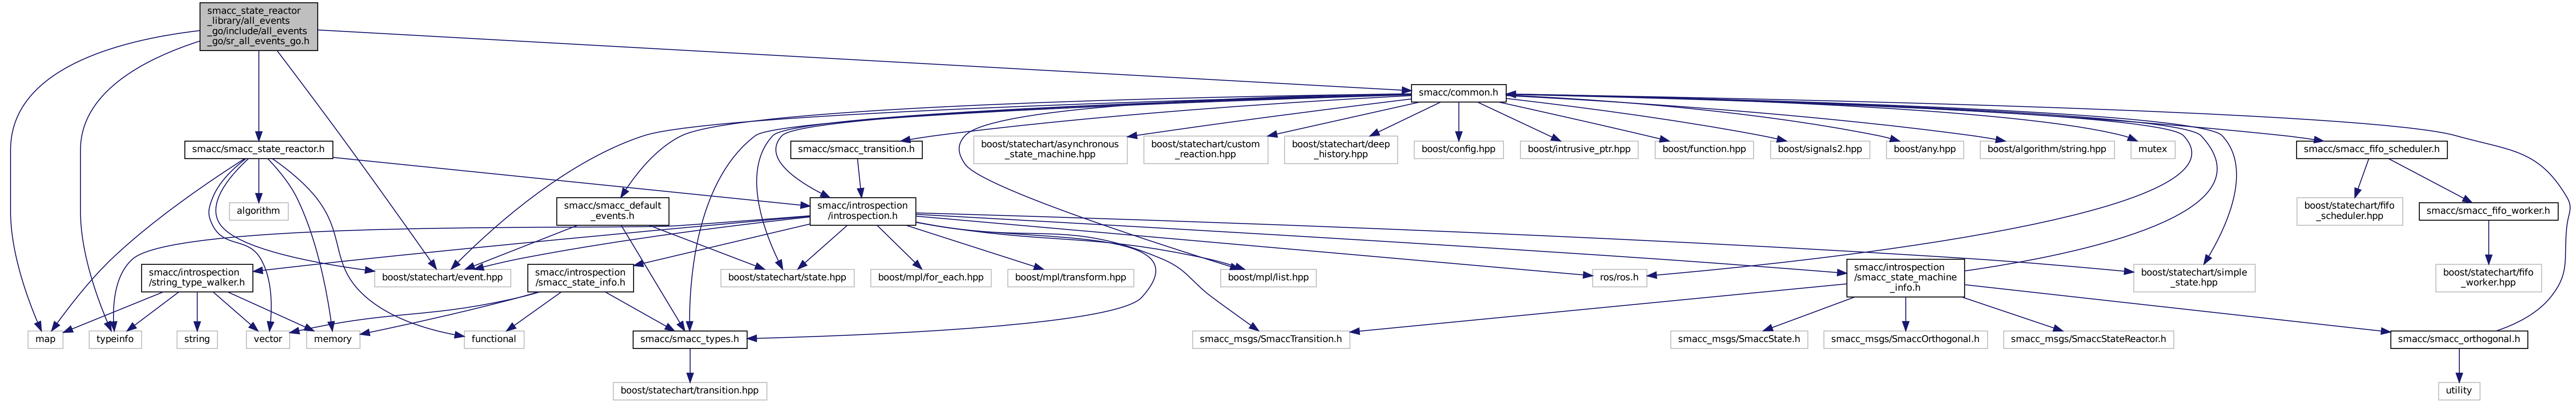 smacc_state_reactor
_library/all_events
_go/include/all_events
_go/sr_all_events_go.h
smacc/common.h
smacc/smacc_state_reactor.h
smacc/smacc_transition.h
boost/statechart/asynchronous
_state_machine.hpp
boost/statechart/custom
_reaction.hpp
boost/statechart/deep
_history.hpp
boost/config.hpp
boost/intrusive_ptr.hpp
boost/function.hpp
boost/signals2.hpp
boost/any.hpp
boost/algorithm/string.hpp
mutex
smacc/smacc_fifo_scheduler.h
algorithm
smacc/smacc_default
_events.h
smacc/introspection
/introspection.h
boost/statechart/fifo
_scheduler.hpp
smacc/smacc_fifo_worker.h
smacc/introspection
/string_type_walker.h
boost/statechart/event.hpp
smacc/introspection
/smacc_state_info.h
boost/statechart/state.hpp
boost/mpl/for_each.hpp
boost/mpl/transform.hpp
boost/mpl/list.hpp
ros/ros.h
smacc/introspection
/smacc_state_machine
_info.h
boost/statechart/simple
_state.hpp
boost/statechart/fifo
_worker.hpp
map
typeinfo
string
vector
memory
functional
smacc/smacc_types.h
smacc_msgs/SmaccTransition.h
smacc_msgs/SmaccState.h
smacc_msgs/SmaccOrthogonal.h
smacc_msgs/SmaccStateReactor.h
smacc/smacc_orthogonal.h
boost/statechart/transition.hpp
utility